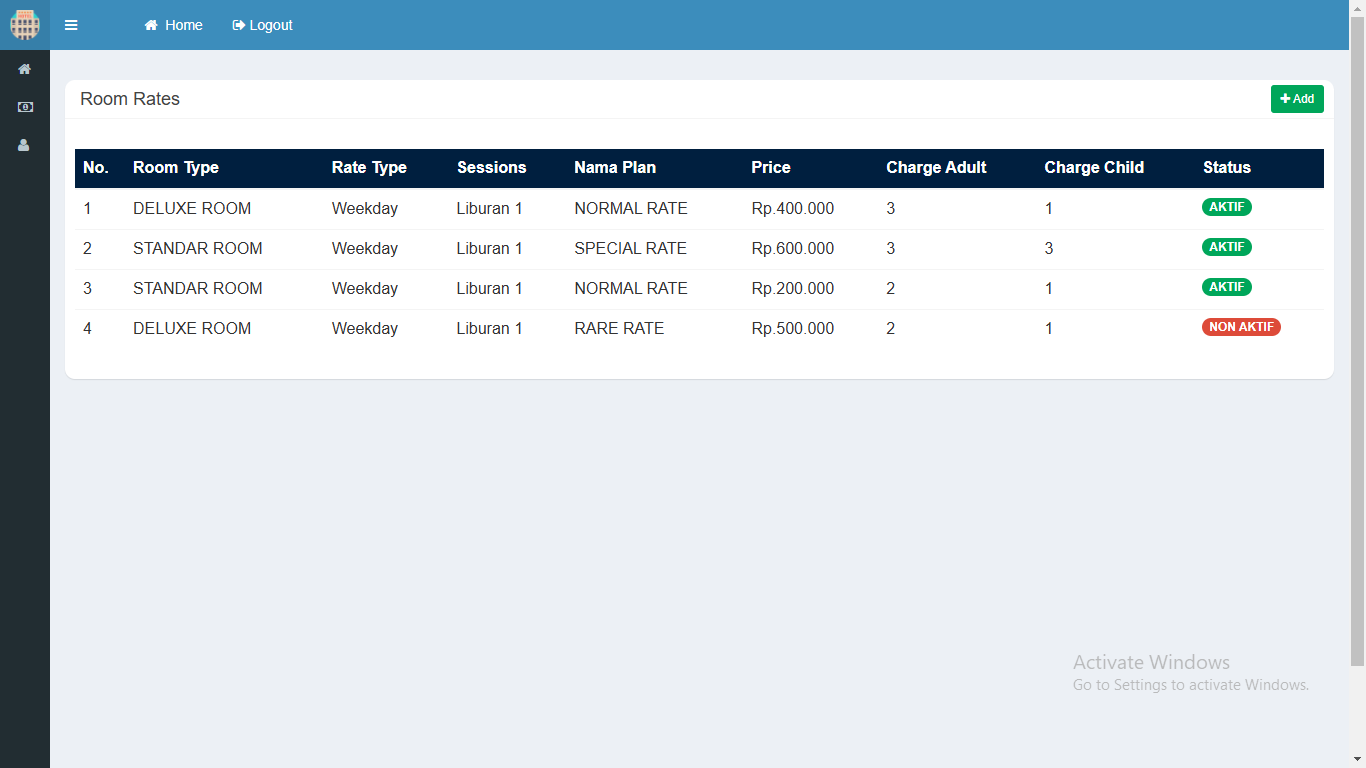 Home Logout
Room Rates
Add
No. Room Type Rate Type Sessions Nama Plan Price Charge Adult Charge Child Status
1 DELUXE ROOM Weekday Liburan 1 NORMAL RATE Rp.400.000 3 1 AKTIF
2 STANDAR ROOM Weekday Liburan 1 SPECIAL RATE Rp.600.000 3 3 AKTIF
3 STANDAR ROOM Weekday Liburan 1 NORMAL RATE Rp.200.000 2 1 AKTIF
4 DELUXE ROOM Weekday Liburan 1 RARE RATE Rp.500.000 2 1 NON AKTIF
Activate Windows
Go to Settings to activate Windows.